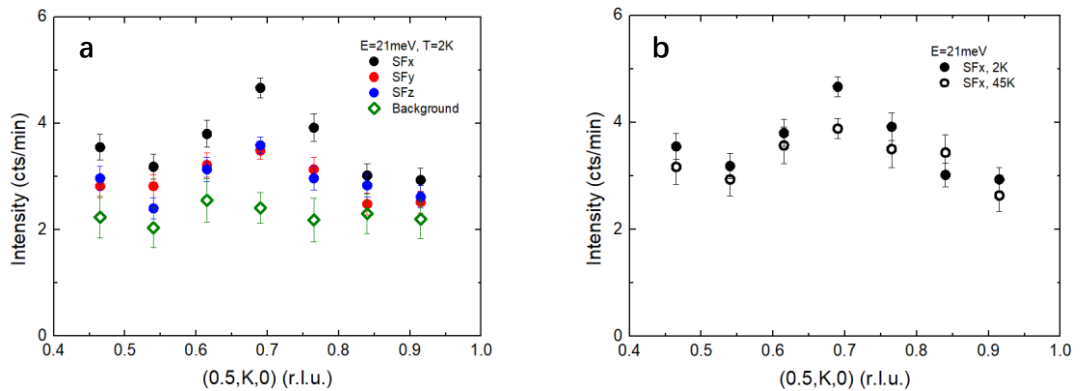 a
E=21meV, T=2K
SFx
SFy
SFz
Background
6
4
2
0
Intensity (cts/min)
0.4 0.5 0.6 0.7 0.8 0.9 1.0
(0.5,K,0) (r.l.u.)
b
E=21meV
SFx, 2K
SFx, 45K
6
4
2
0
Intensity (cts/min)
0.4 0.5 0.6 0.7 0.8 0.9 1.0
(0.5,K,0) (r.l.u.)